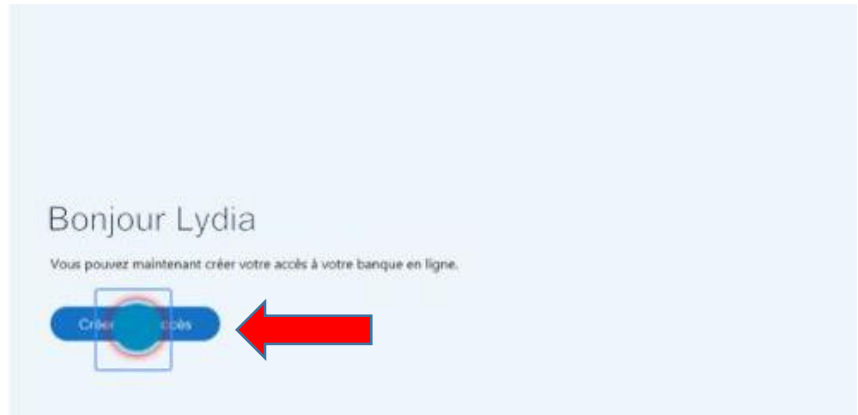 Bonjour Lydia
Vous pouvez maintenant créer votre accès à votre banque en ligne.
Créer